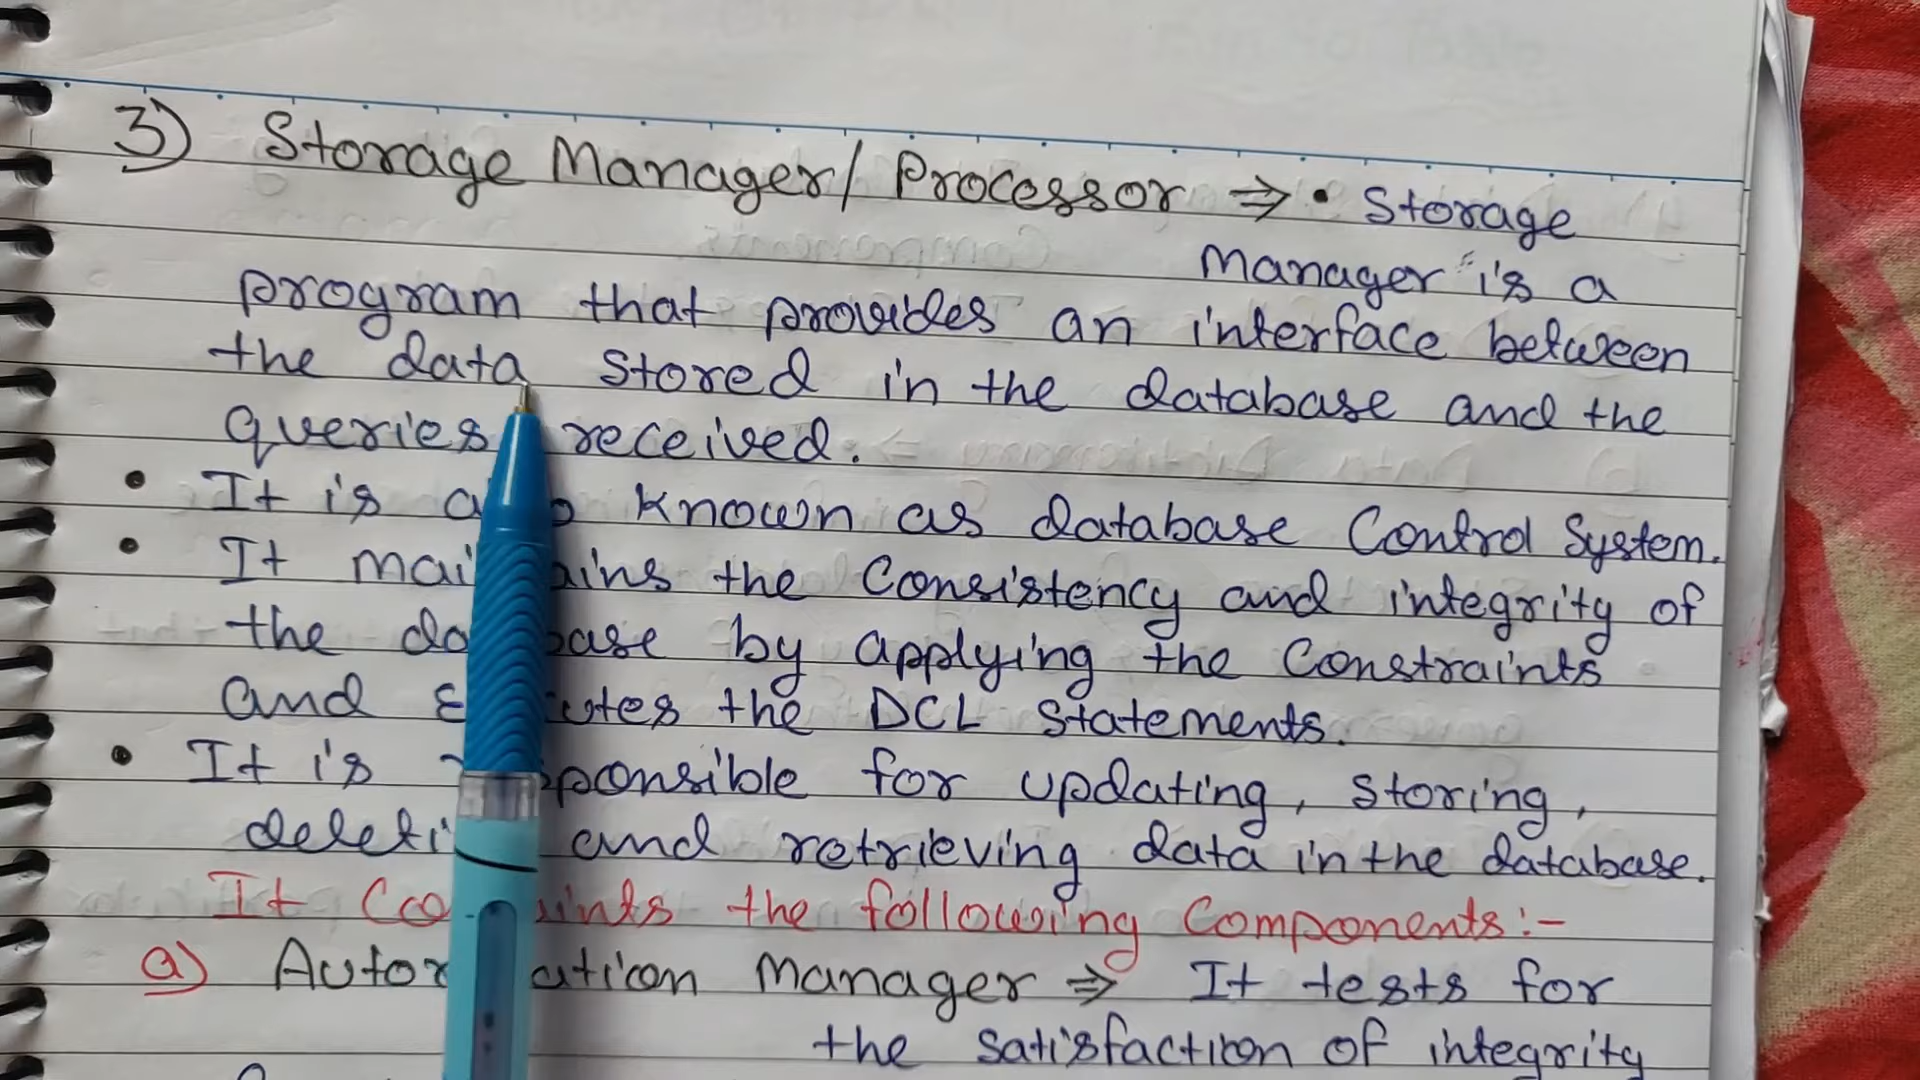 3) Storage Manager/ Processor ⇒ • Storage
Manager is a
program that provides an interface between
the data stored in the database and the
queries received.
• It is known as database Control System.
• It the Consistency and integrity of
the by applying the Constraints
and the DCL statements.
• It is for updating, storing,
and retrieving data in the database.
It the following Components:-
a) Manager ⇒ It tests for
the satisfaction of integrity